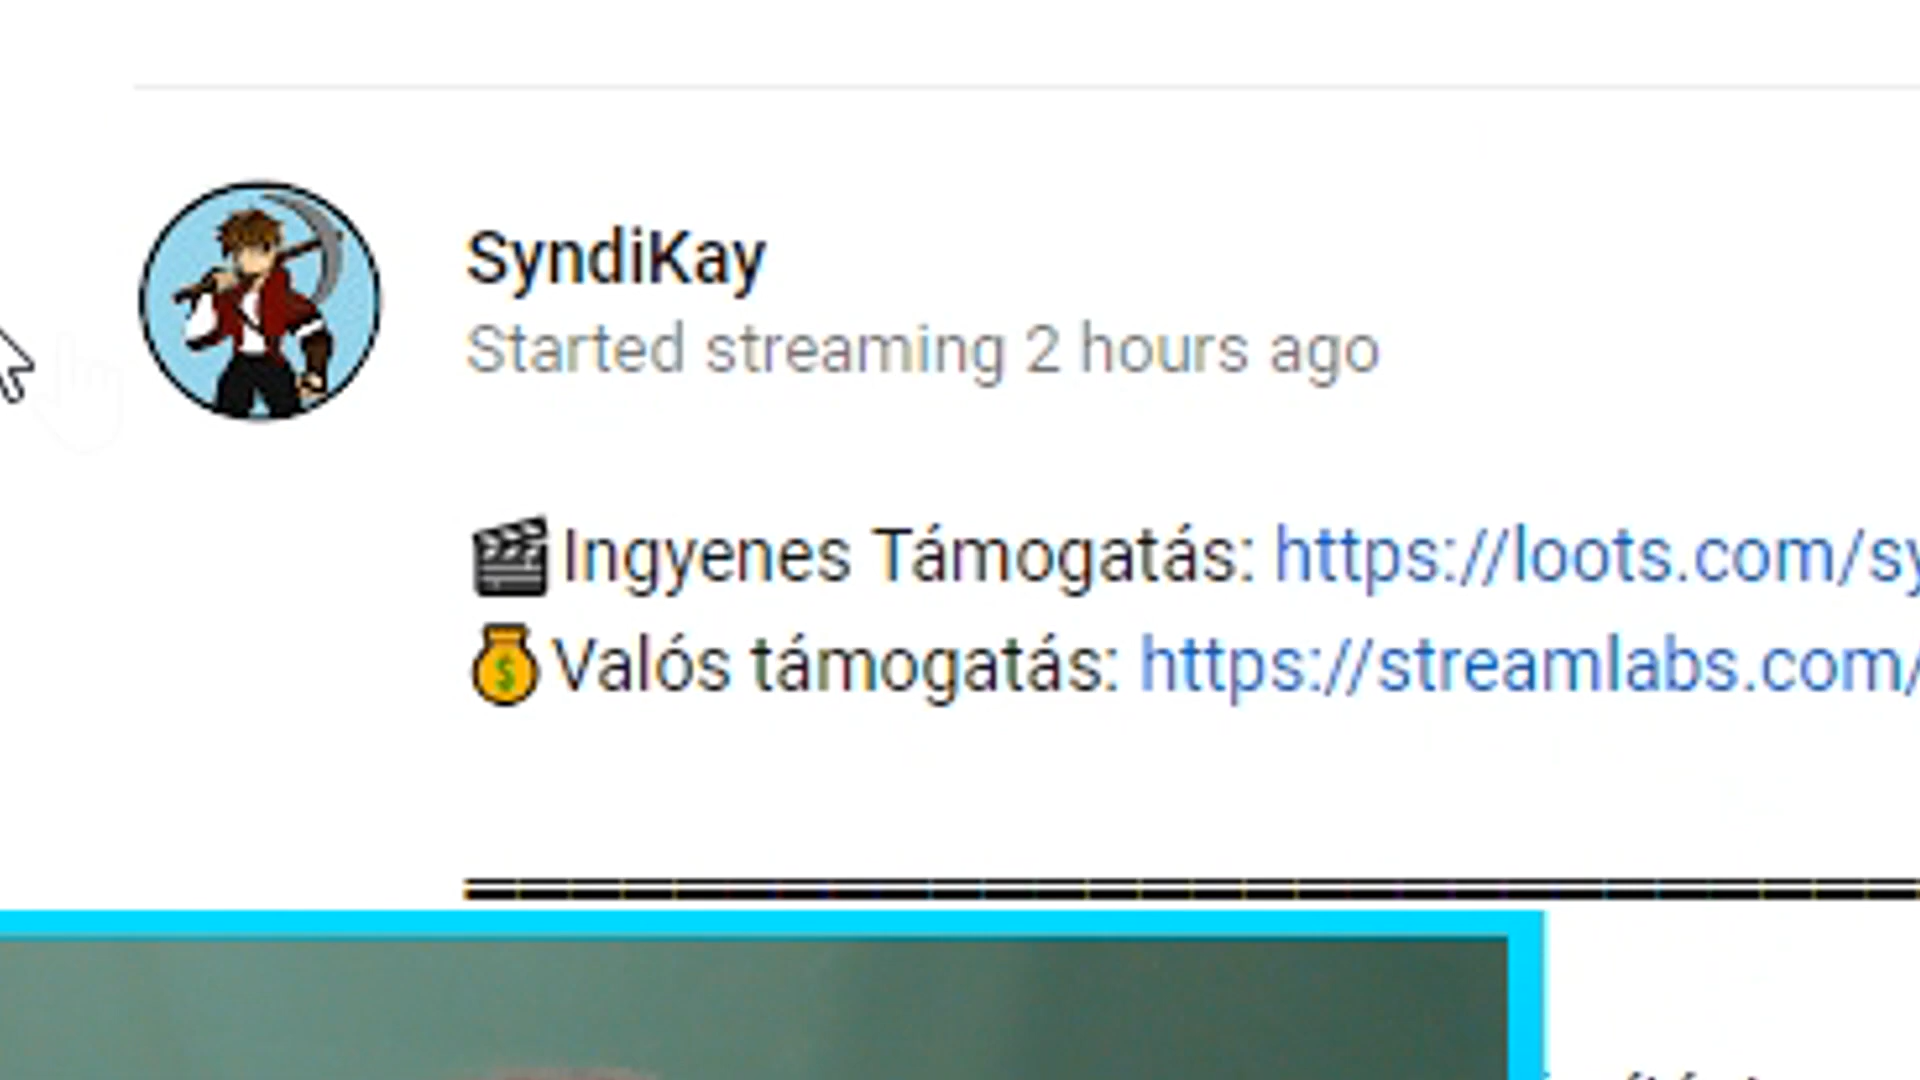 SyndiKay
Started streaming 2 hours ago
🎬Ingyenes Támogatás: https://loots.com/sy
💰Valós támogatás: https://streamlabs.com/